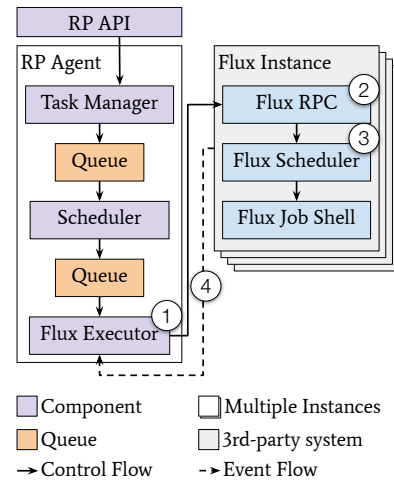 RP API
RP Agent
Task Manager
Queue
Scheduler
Queue
Flux Executor
1
Flux Instance
Flux RPC
2
3
Flux Scheduler
Flux Job Shell
4
Component
Multiple Instances
Queue
3rd-party system
Control Flow
Event Flow